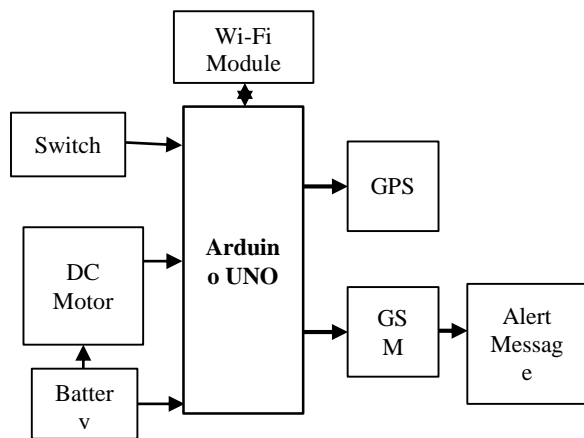 Wi-Fi
Module
Switch
GPS
Arduin
o UNO
DC
Motor
GS
M
Alert
Messag
e
Batter
y